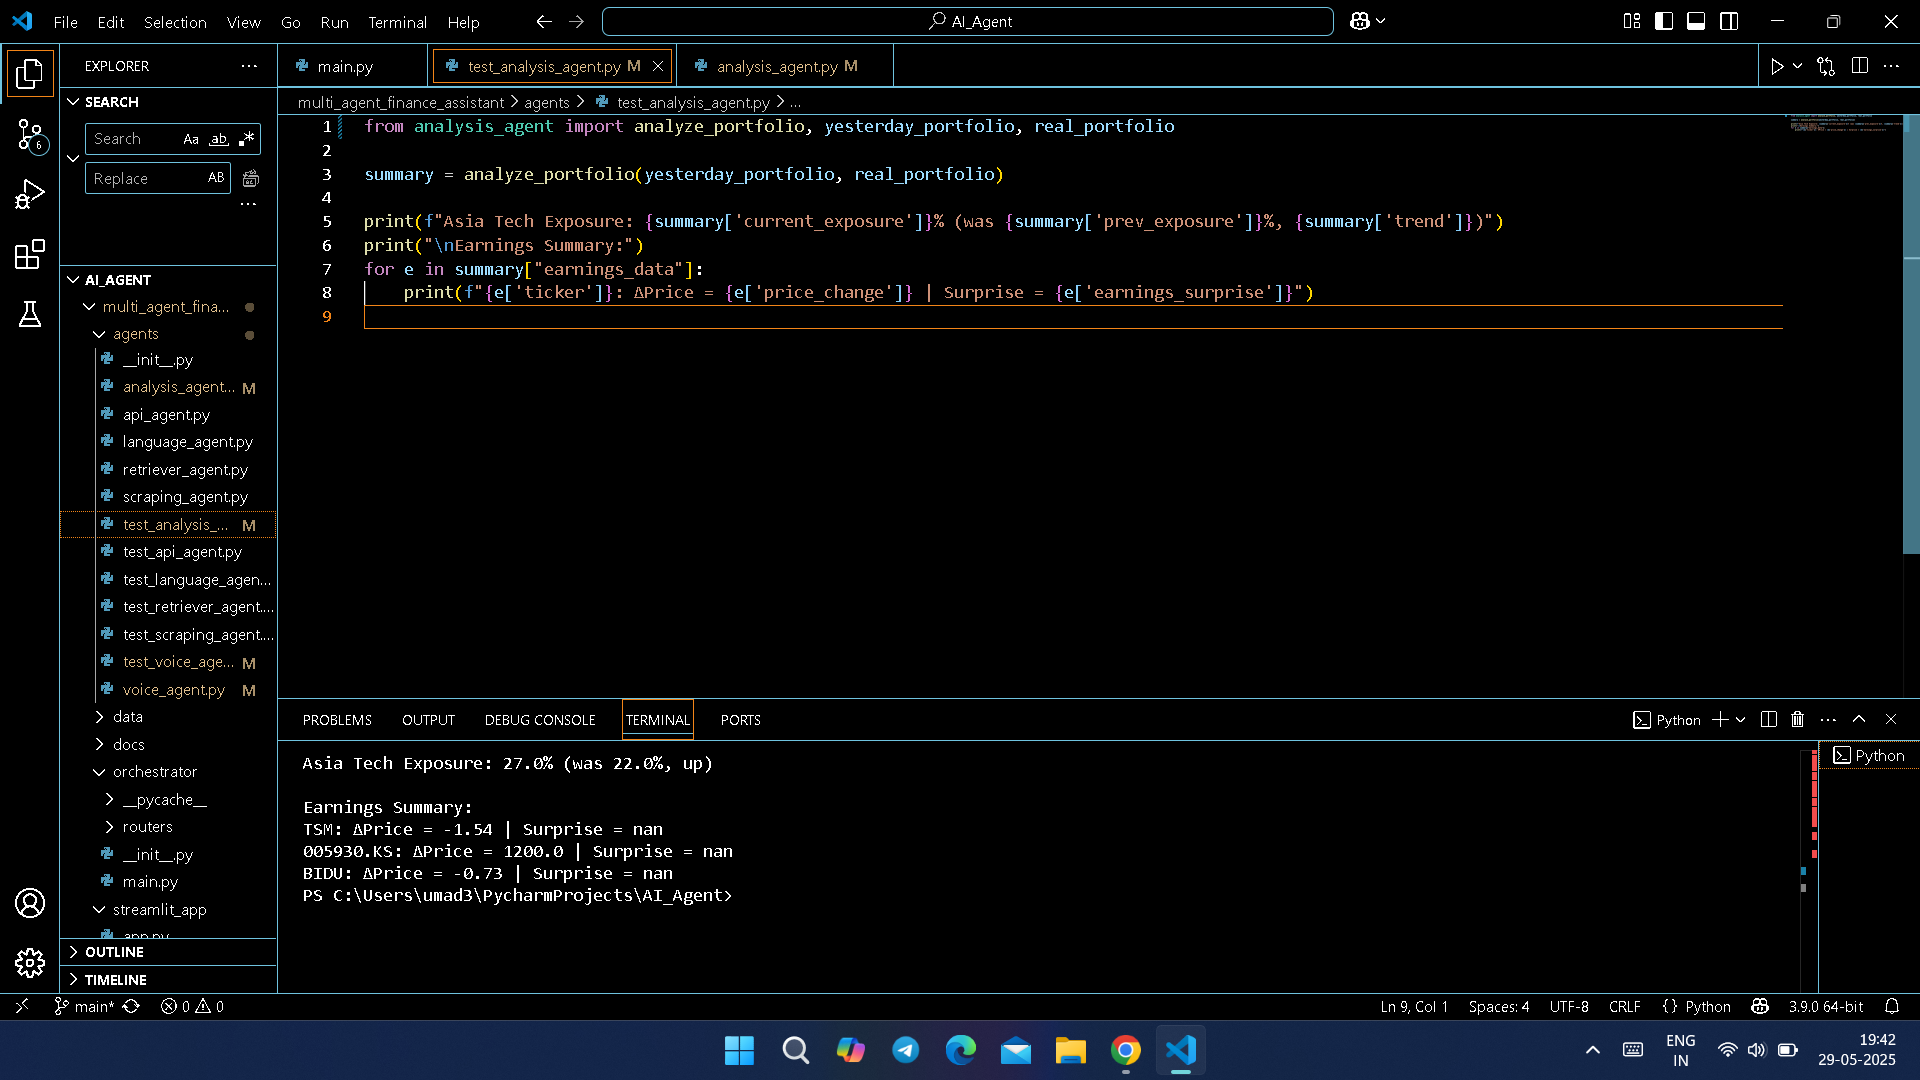 File Edit Selection View Go Run Terminal Help
AI_Agent
EXPLORER
SEARCH
Search Aa ab
Replace AB
AI_AGENT
multi_agent_fina...
agents
__init__.py
analysis_agent... M
api_agent.py
language_agent.py
retriever_agent.py
scraping_agent.py
test_analysis_... M
test_api_agent.py
test_language_agen...
test_retriever_agent....
test_scraping_agent....
test_voice_age... M
voice_agent.py M
data
docs
orchestrator
__pycache__
routers
__init__.py
main.py
streamlit_app
app.py
OUTLINE
TIMELINE
6
main.py
test_analysis_agent.py M
analysis_agent.py M
multi_agent_finance_assistant > agents > test_analysis_agent.py > ...
1 from analysis_agent import analyze_portfolio, yesterday_portfolio, real_portfolio
2
3 summary = analyze_portfolio(yesterday_portfolio, real_portfolio)
4
5 print(f"Asia Tech Exposure: {summary['current_exposure']}% (was {summary['prev_exposure']}%, {summary['trend']})")
6 print("\nEarnings Summary:")
7 for e in summary["earnings_data"]:
8     print(f"{e['ticker']}: ΔPrice = {e['price_change']} | Surprise = {e['earnings_surprise']}")
9
PROBLEMS OUTPUT DEBUG CONSOLE TERMINAL PORTS
Python
Asia Tech Exposure: 27.0% (was 22.0%, up)
Earnings Summary:
TSM: ΔPrice = -1.54 | Surprise = nan
005930.KS: ΔPrice = 1200.0 | Surprise = nan
BIDU: ΔPrice = -0.73 | Surprise = nan
PS C:\Users\umad3\PycharmProjects\AI_Agent>
Python
main* 0 0
Ln 9, Col 1 Spaces: 4 UTF-8 CRLF {} Python 3.9.0 64-bit
ENG
IN
19:42
29-05-2025